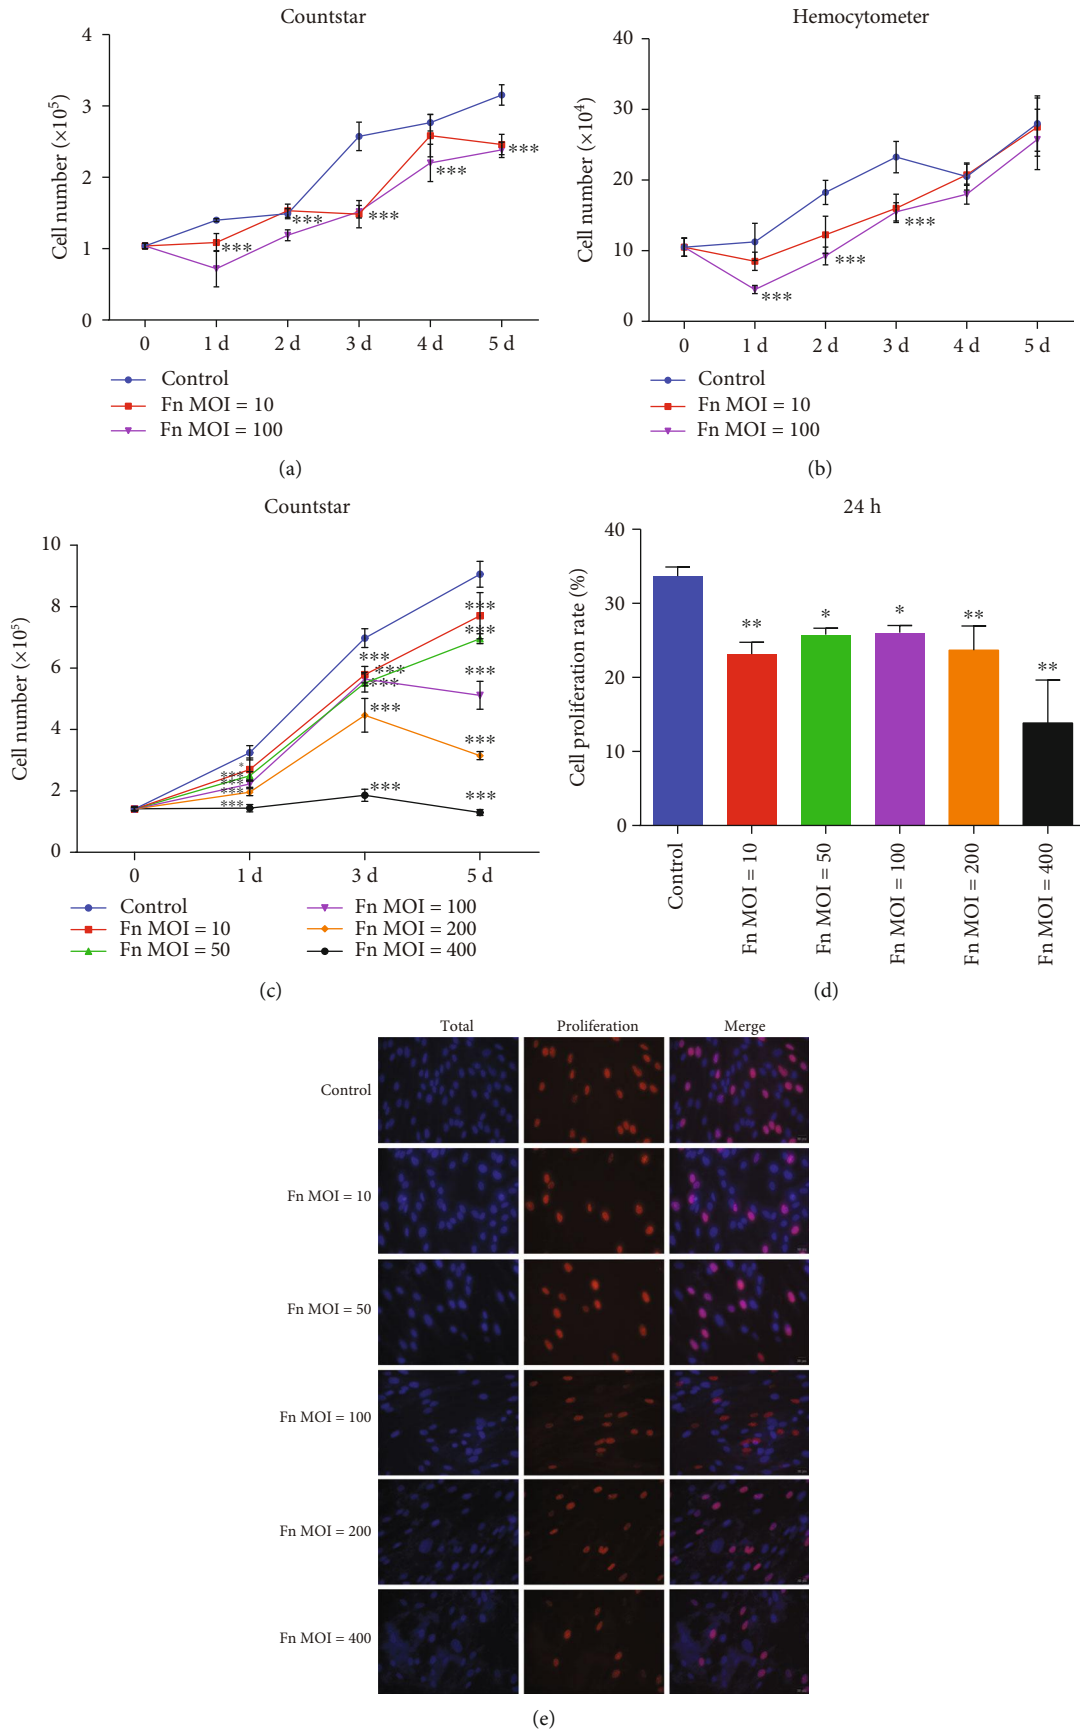 Countstar
Cell number (×10⁵)
4
3
2
1
0
***
***
***
***
***
0 1 d 2 d 3 d 4 d 5 d
Control
Fn MOI = 10
Fn MOI = 100
(a)
Hemocytometer
Cell number (×10⁴)
40
30
20
10
0
***
***
***
0 1 d 2 d 3 d 4 d 5 d
Control
Fn MOI = 10
Fn MOI = 100
(b)
Countstar
Cell number (×10⁵)
10
8
6
4
2
0
*
***
***
***
***
***
***
***
***
***
***
***
***
***
***
0 1 d 3 d 5 d
Control
Fn MOI = 10
Fn MOI = 50
Fn MOI = 100
Fn MOI = 200
Fn MOI = 400
(c)
24 h
Cell proliferation rate (%)
40
30
20
10
0
**
*
*
**
**
Control
Fn MOI = 10
Fn MOI = 50
Fn MOI = 100
Fn MOI = 200
Fn MOI = 400
(d)
Total Proliferation Merge
Control
Fn MOI = 10
Fn MOI = 50
Fn MOI = 100
Fn MOI = 200
Fn MOI = 400
(e)